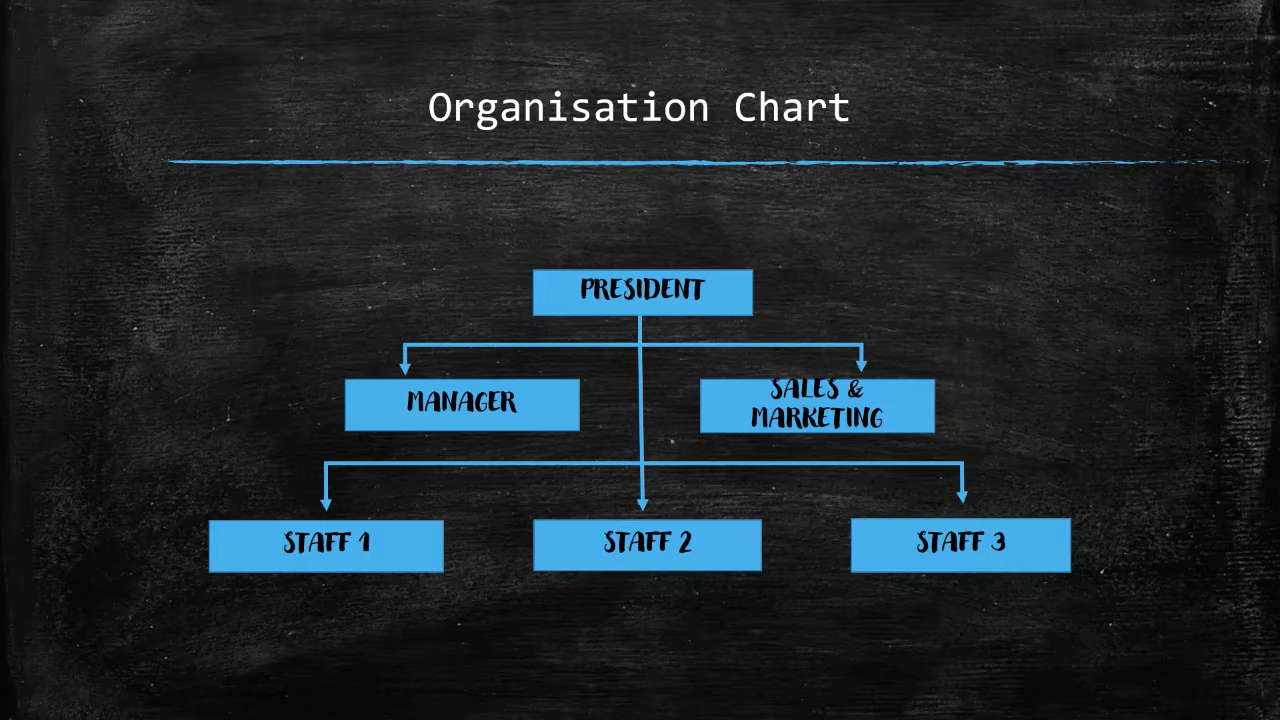 Organisation Chart
PRESIDENT
MANAGER
SALES &
MARKETING
STAFF 1
STAFF 2
STAFF 3